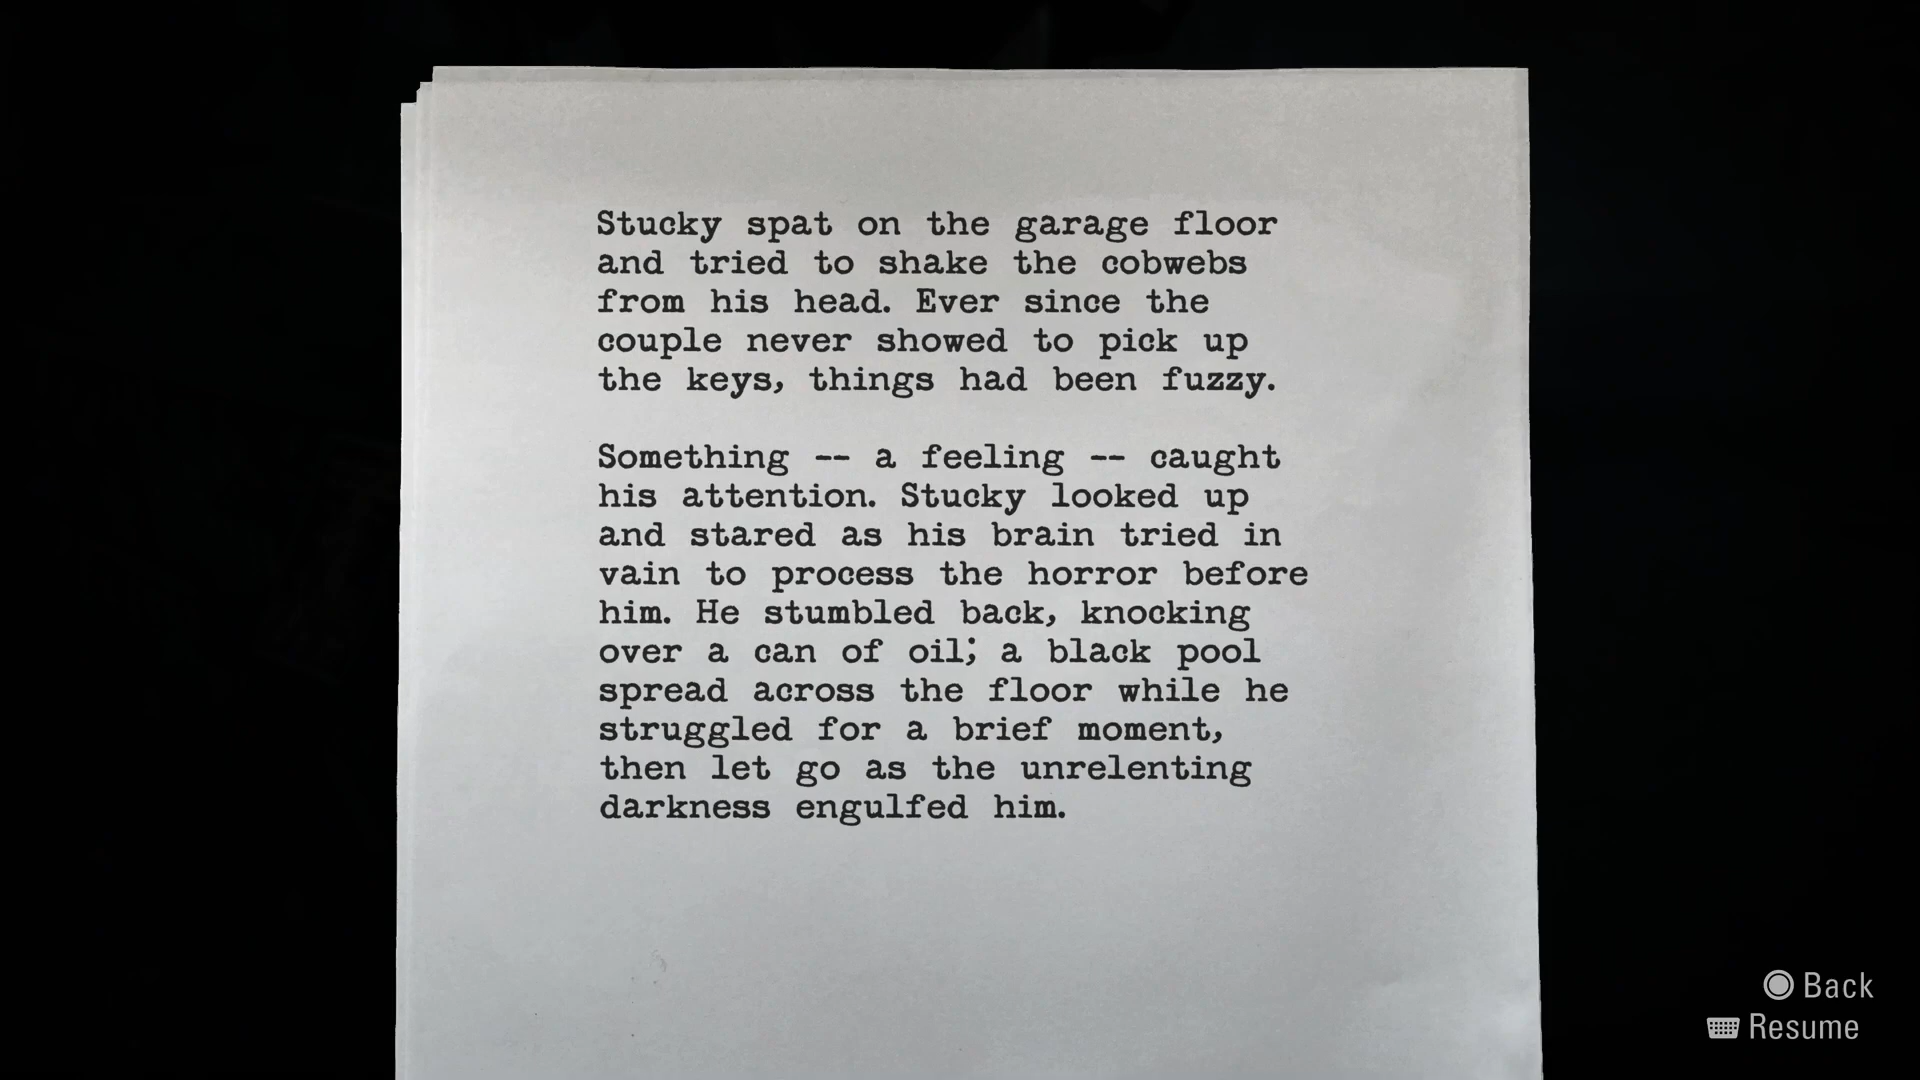 Stucky spat on the garage floor
and tried to shake the cobwebs
from his head. Ever since the
couple never showed to pick up
the keys, things had been fuzzy.
Something -- a feeling -- caught
his attention. Stucky looked up
and stared as his brain tried in
vain to process the horror before
him. He stumbled back, knocking
over a can of oil; a black pool
spread across the floor while he
struggled for a brief moment,
then let go as the unrelenting
darkness engulfed him.
Back
Resume